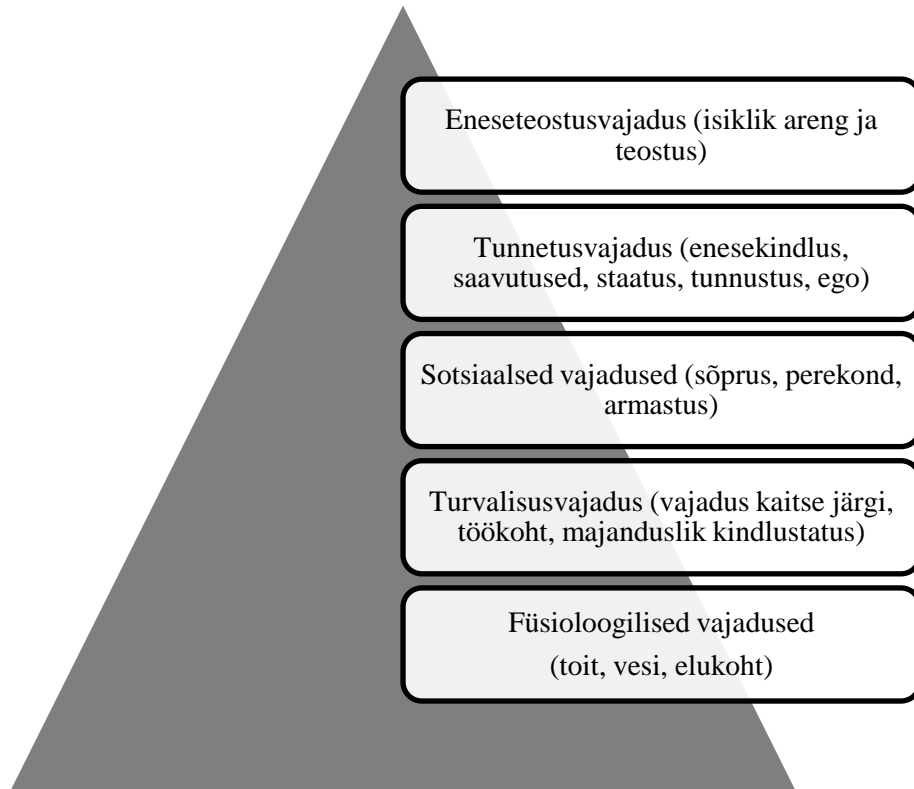 Eneseteostusvajadus (isiklik areng ja
teostus)
Tunnetusvajadus (enesekindlus,
saavutused, staatus, tunnustus, ego)
Sotsiaalsed vajadused (sõprus, perekond,
armastus)
Turvalisusvajadus (vajadus kaitse järgi,
töökoht, majanduslik kindlustatus)
Füsioloogilised vajadused
(toit, vesi, elukoht)